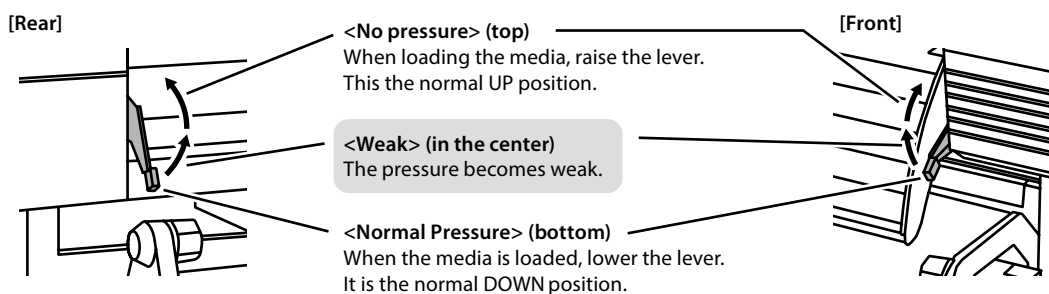 [Rear]
<No pressure> (top)
When loading the media, raise the lever.
This the normal UP position.
[Front]
<Weak> (in the center)
The pressure becomes weak.
<Normal Pressure> (bottom)
When the media is loaded, lower the lever.
It is the normal DOWN position.